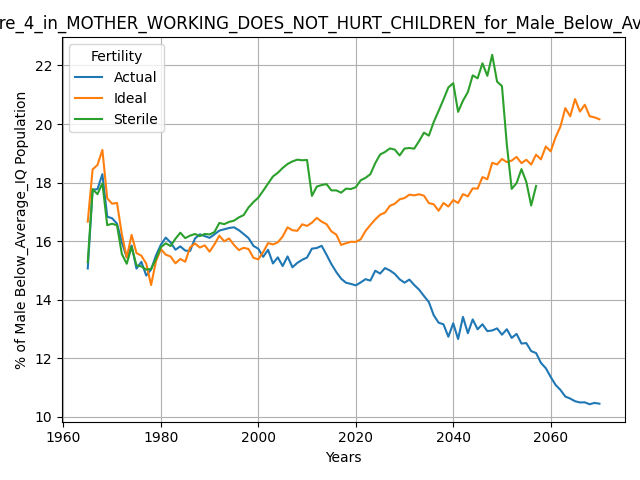 re_4_in_MOTHER_WORKING_DOES_NOT_HURT_CHILDREN_for_Male_Below_Av
% of Male Below_Average_IQ Population
Fertility
Actual
Ideal
Sterile
22
20
18
16
14
12
10
1960
1980
2000
2020
2040
2060
Years